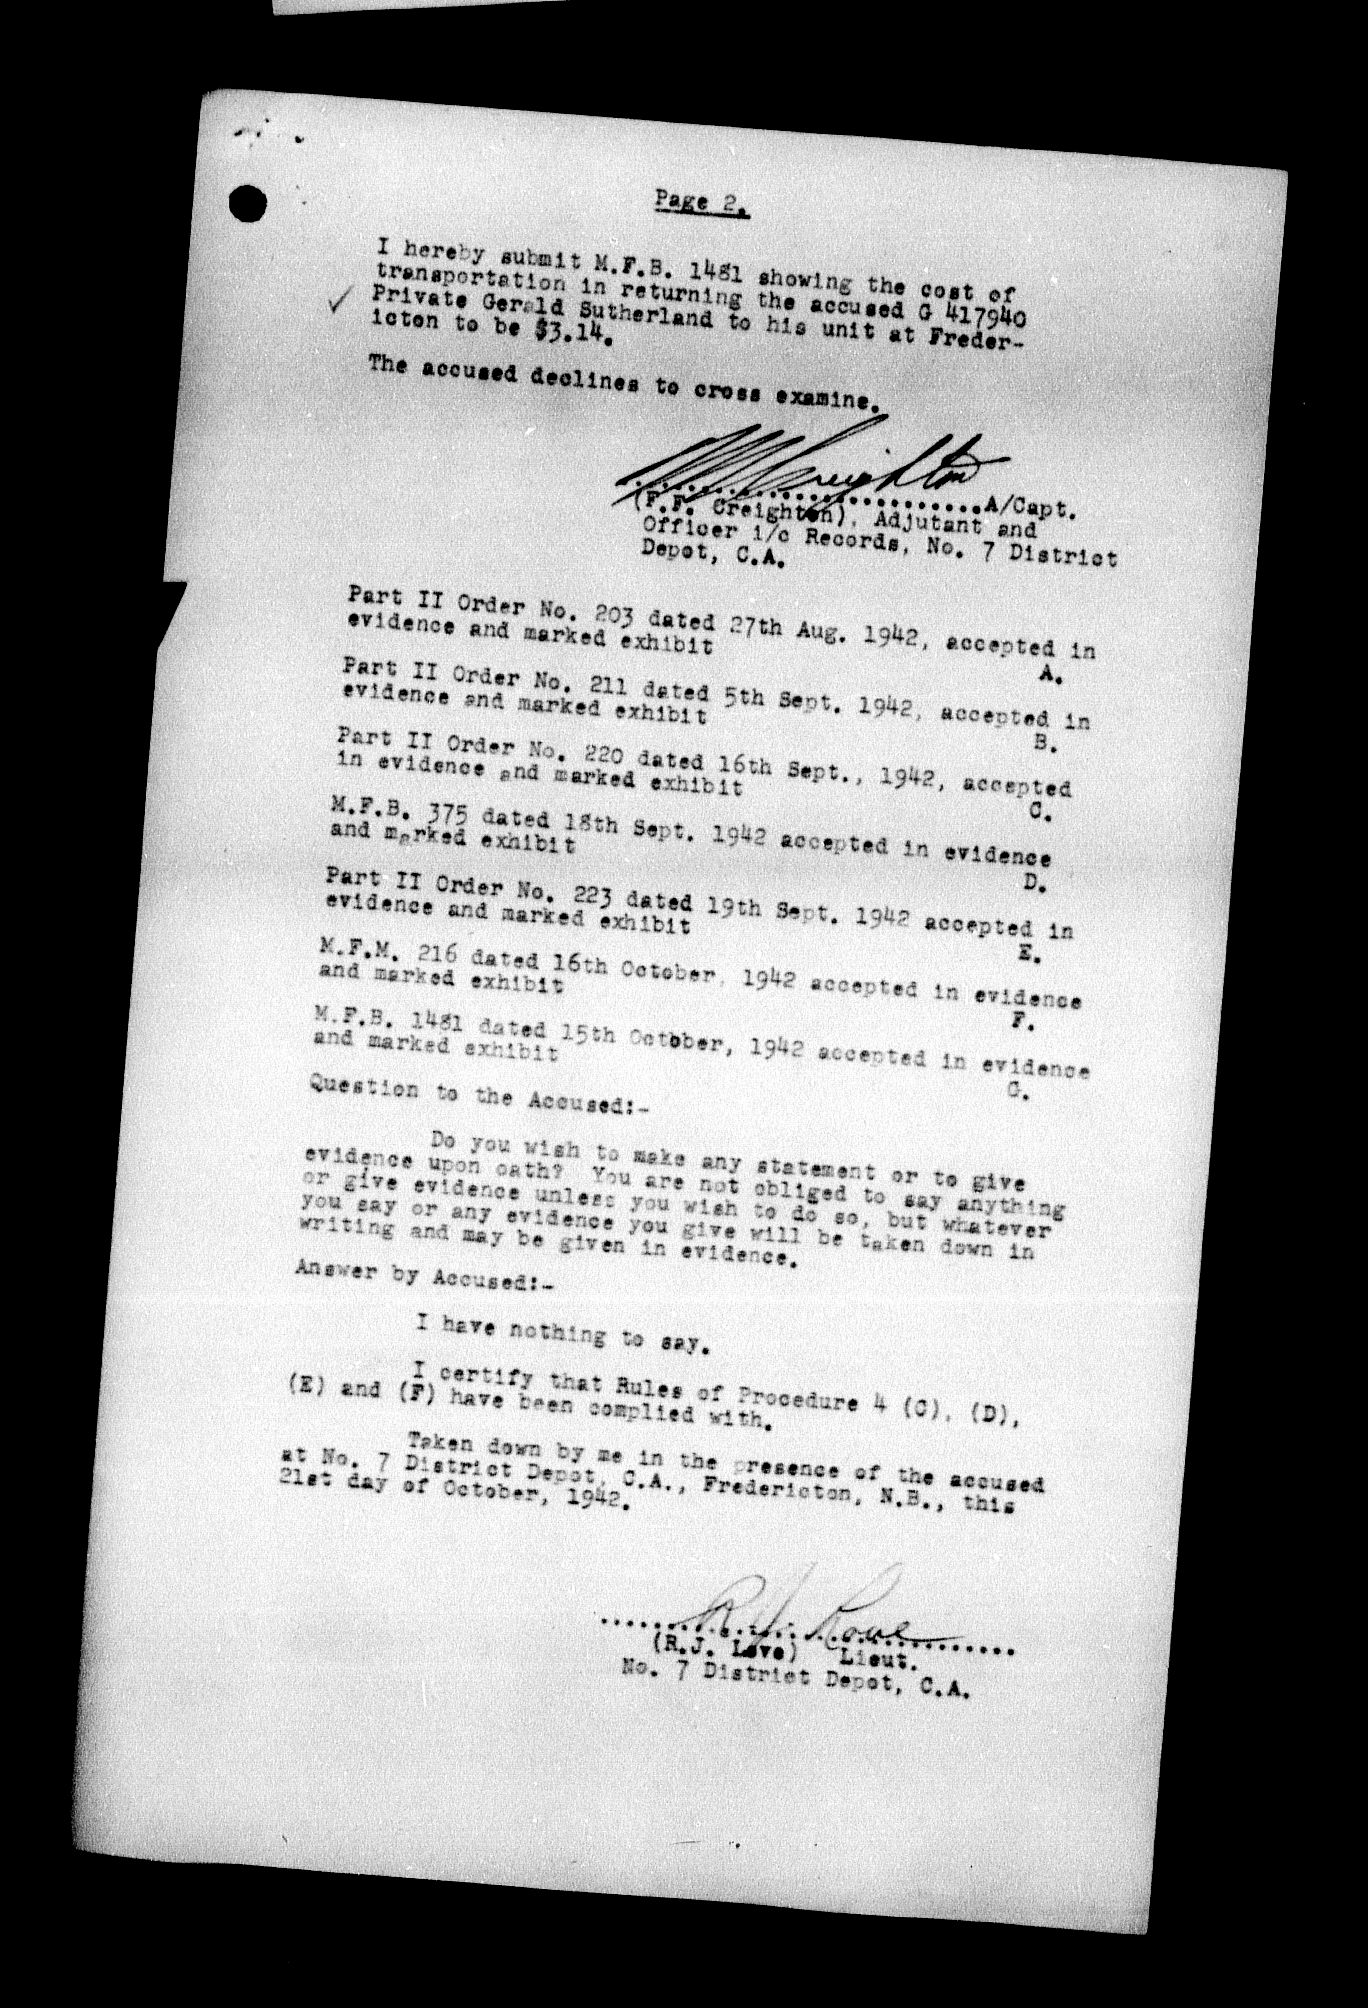 Page 2.
I hereby submit M.F.B. 1481 showing the cost of
transportation in returning the accused G 417940
✓ Private Gerald Sutherland to his unit at Freder-
icton to be $3.14.
The accused declines to cross examine.
Creighton
....................................A/Capt.
(F.F. Creighton), Adjutant and
Officer i/c Records, No. 7 District
Depot, C.A.
Part II Order No. 203 dated 27th Aug. 1942, accepted in
evidence and marked exhibit A.
Part II Order No. 211 dated 5th Sept. 1942, accepted in
evidence and marked exhibit B.
Part II Order No. 220 dated 16th Sept., 1942, accepted
in evidence and marked exhibit C.
M.F.B. 375 dated 18th Sept. 1942 accepted in evidence
and marked exhibit D.
Part II Order No. 223 dated 19th Sept. 1942 accepted in
evidence and marked exhibit E.
M.F.M. 216 dated 16th October, 1942 accepted in evidence
and marked exhibit F.
M.F.B. 1481 dated 15th October, 1942 accepted in evidence
and marked exhibit G.
Question to the Accused:-
Do you wish to make any statement or to give
evidence upon oath? You are not obliged to say anything
or give evidence unless you wish to do so, but whatever
you say or any evidence you give will be taken down in
writing and may be given in evidence.
Answer by Accused:-
I have nothing to say.
I certify that Rules of Procedure 4 (C), (D),
(E) and (F) have been complied with.
Taken down by me in the presence of the accused
at No. 7 District Depot, C.A., Fredericton, N.B., this
21st day of October, 1942.
R.J. Love
(R.J. Love) Lieut.
No. 7 District Depot, C.A.